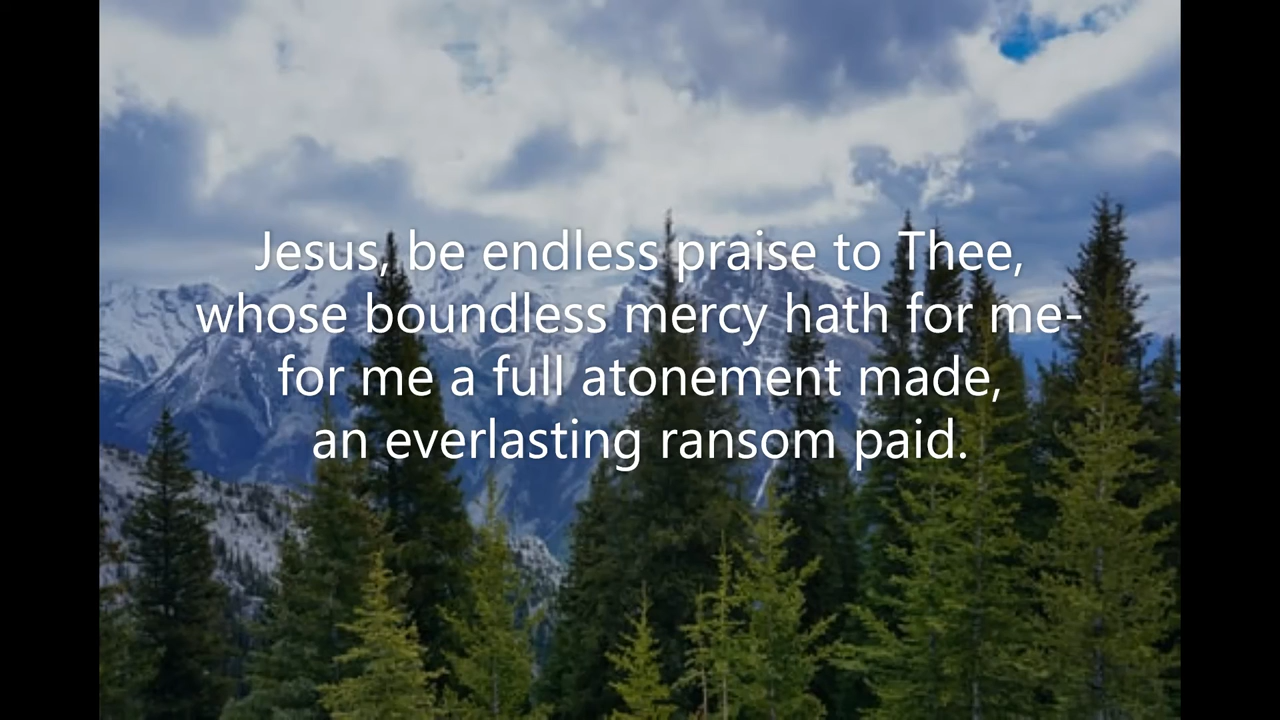 Jesus, be endless praise to Thee,
whose boundless mercy hath for me-
for me a full atonement made,
an everlasting ransom paid.